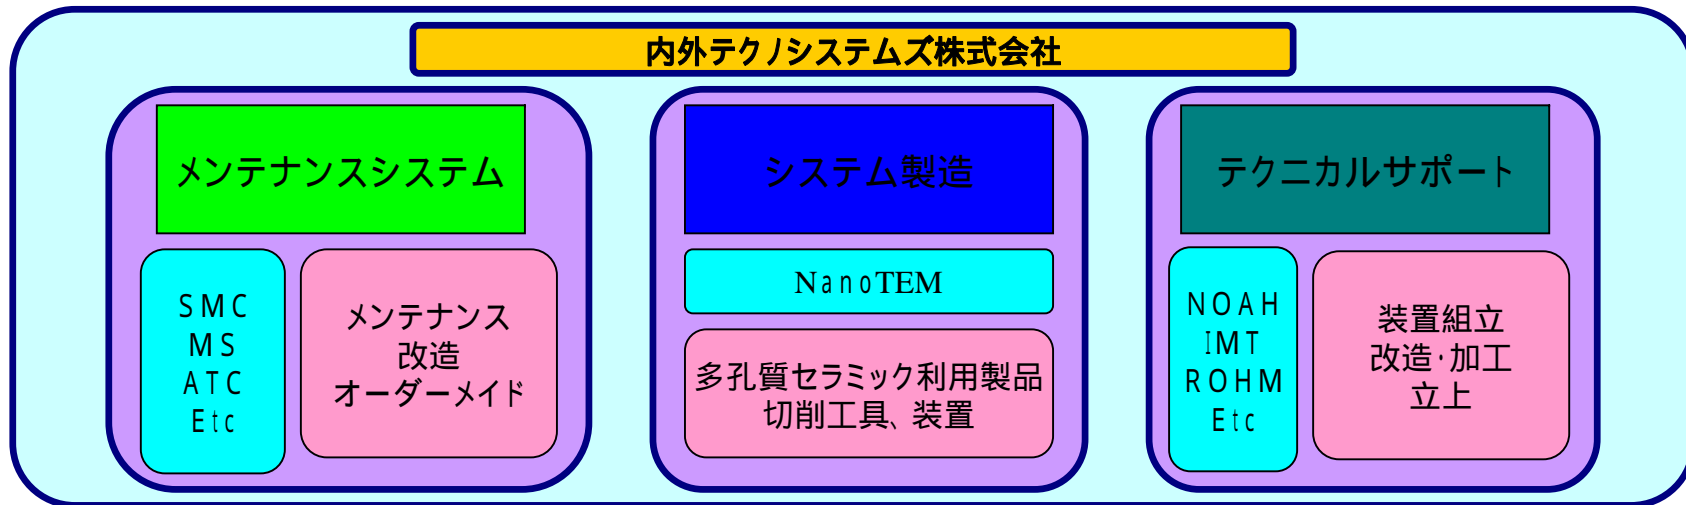 内外テクノシステムズ株式会社
メンテナンスシステム
SMC
MS
ATC
Etc
メンテナンス
改造
オーダーメイド
システム製造
NanoTEM
多孔質セラミック利用製品
切削工具、装置
テクニカルサポート
NOAH
IMT
ROHM
Etc
装置組立
改造・加工
立上